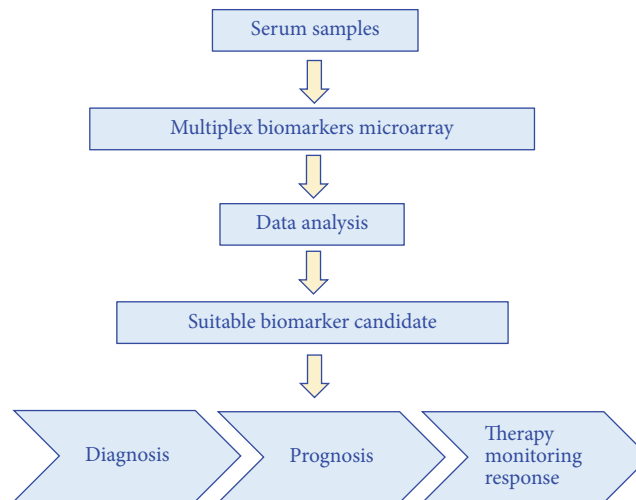 Serum samples
Multiplex biomarkers microarray
Data analysis
Suitable biomarker candidate
Diagnosis
Prognosis
Therapy
monitoring
response